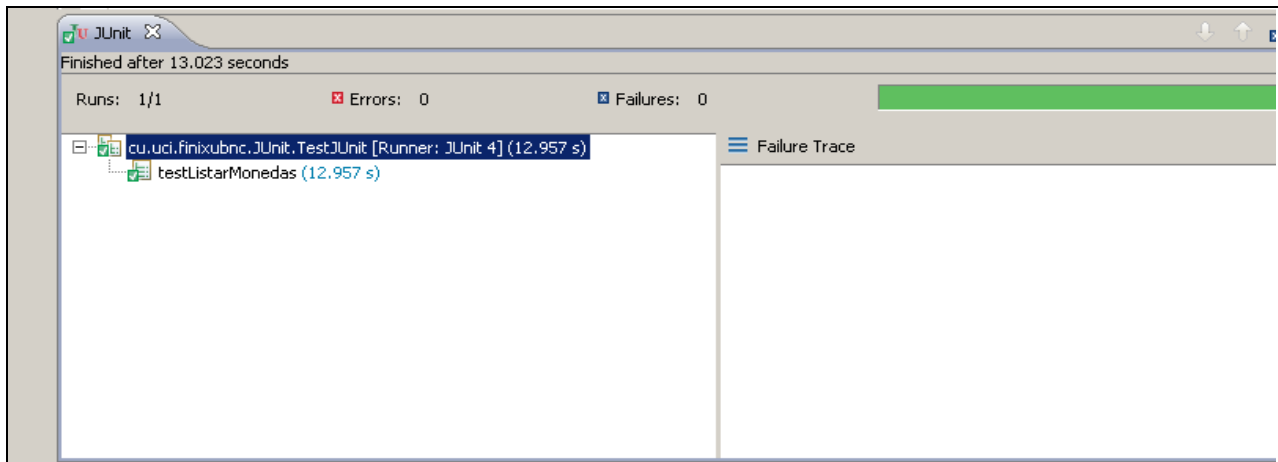 JUnit
Finished after 13.023 seconds
Runs: 1/1 Errors: 0 Failures: 0
cu.uci.finixubnc.JUnit.TestJUnit [Runner: JUnit 4] (12.957 s)
testListarMonedas (12.957 s)
Failure Trace